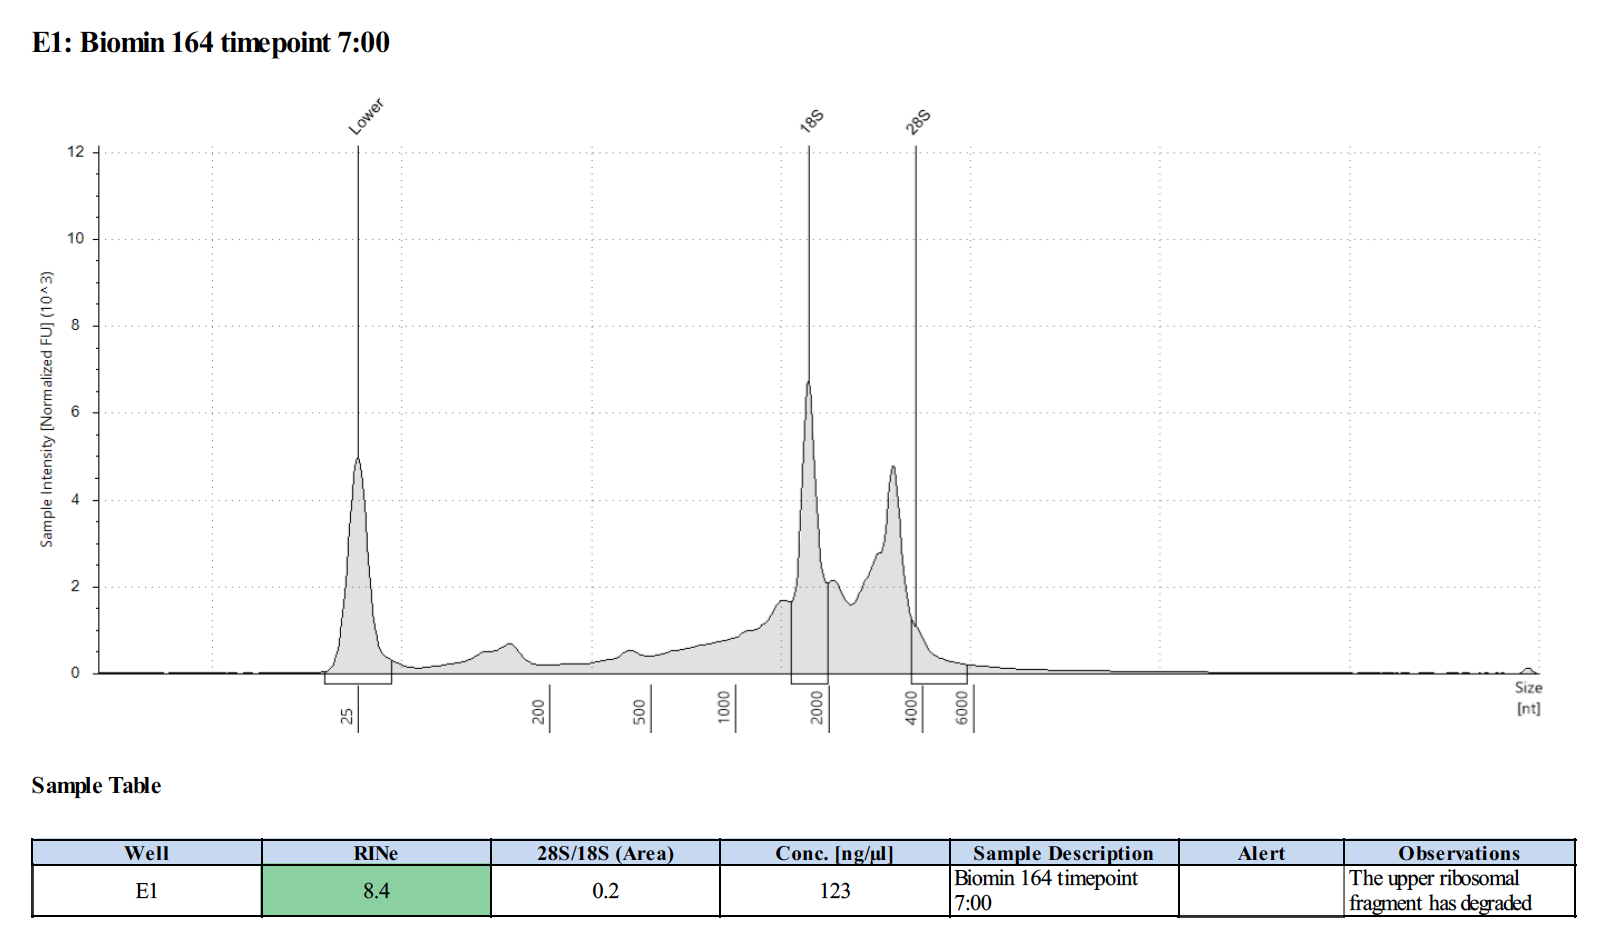 E1: Biomin 164 timepoint 7:00
Lower
18S
28S
Sample Intensity [Normalized FU] (10^3)
12
10
8
6
4
2
0
25
200
500
1000
2000
4000
6000
Size
[nt]
Sample Table
Well RINe 28S/18S (Area) Conc. [ng/µl] Sample Description Alert Observations
E1 8.4 0.2 123 Biomin 164 timepoint The upper ribosomal
7:00 fragment has degraded